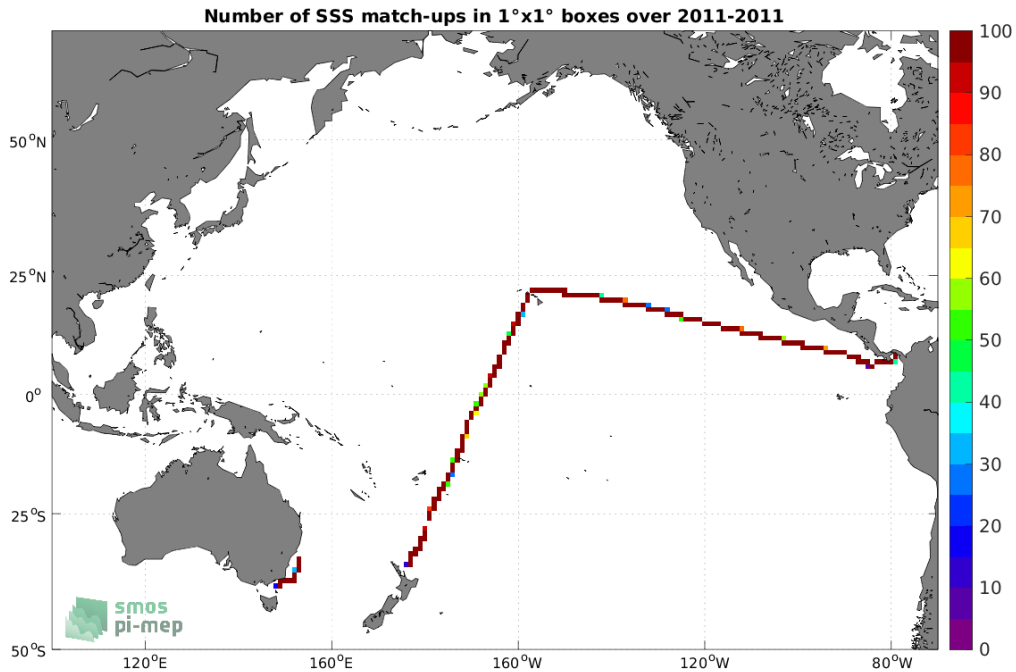 Number of SSS match-ups in 1°x1° boxes over 2011-2011
100
90
80
70
60
50
40
30
20
10
0
50°N
25°N
0°
25°S
50°S
120°E
160°E
160°W
120°W
80°W
smos
pi-mep